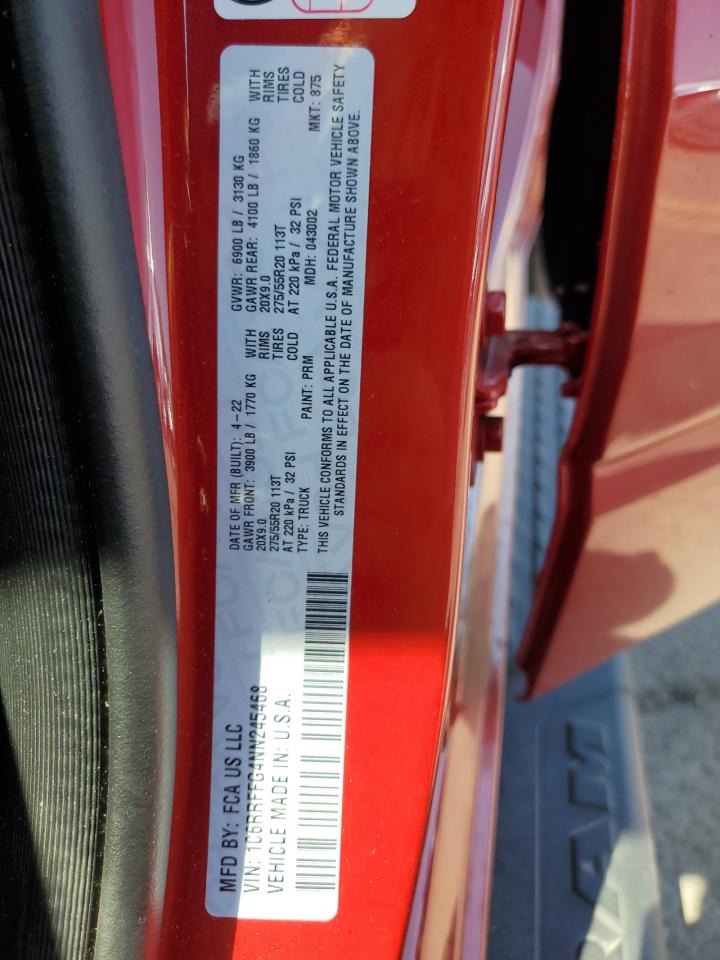 MFD BY: FCA US LLC
DATE OF MFR (BUILT): 4-22
GVWR: 6900 LB / 3130 KG
GAWR FRONT: 3900 LB / 1770 KG WITH
GAWR REAR: 4100 LB / 1860 KG WITH
20X9.0 RIMS
20X9.0 RIMS
275/55R20 113T TIRES
275/55R20 113T TIRES
AT 220 kPa / 32 PSI COLD
AT 220 kPa / 32 PSI COLD
VIN: 1C6RRFFG4NN245468
TYPE: TRUCK
PAINT: PRM
MDH: 043002
MKT: 875
VEHICLE MADE IN: U.S.A.
THIS VEHICLE CONFORMS TO ALL APPLICABLE U.S.A. FEDERAL MOTOR VEHICLE SAFETY
STANDARDS IN EFFECT ON THE DATE OF MANUFACTURE SHOWN ABOVE.
RAM